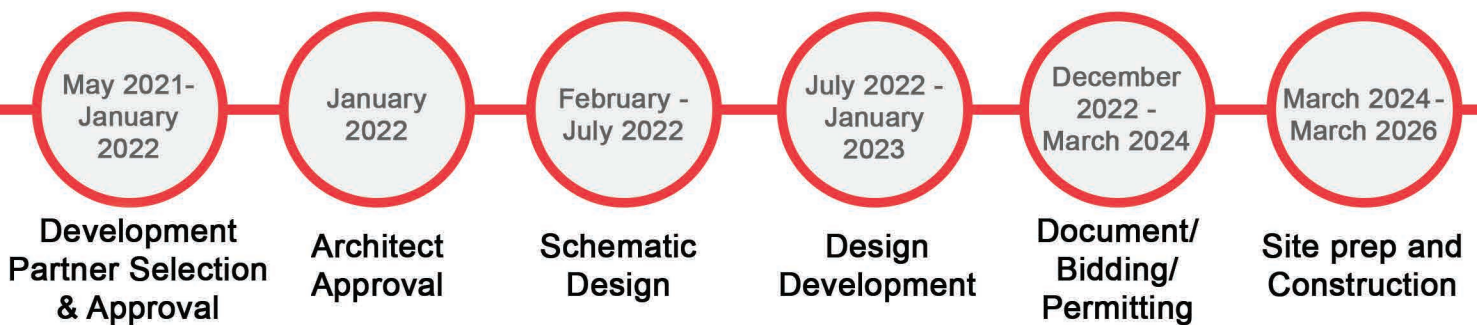 May 2021-
January
2022
Development
Partner Selection
& Approval
January
2022
Architect
Approval
February -
July 2022
Schematic
Design
July 2022 -
January
2023
Design
Development
December
2022 -
March 2024
Document/
Bidding/
Permitting
March 2024 -
March 2026
Site prep and
Construction